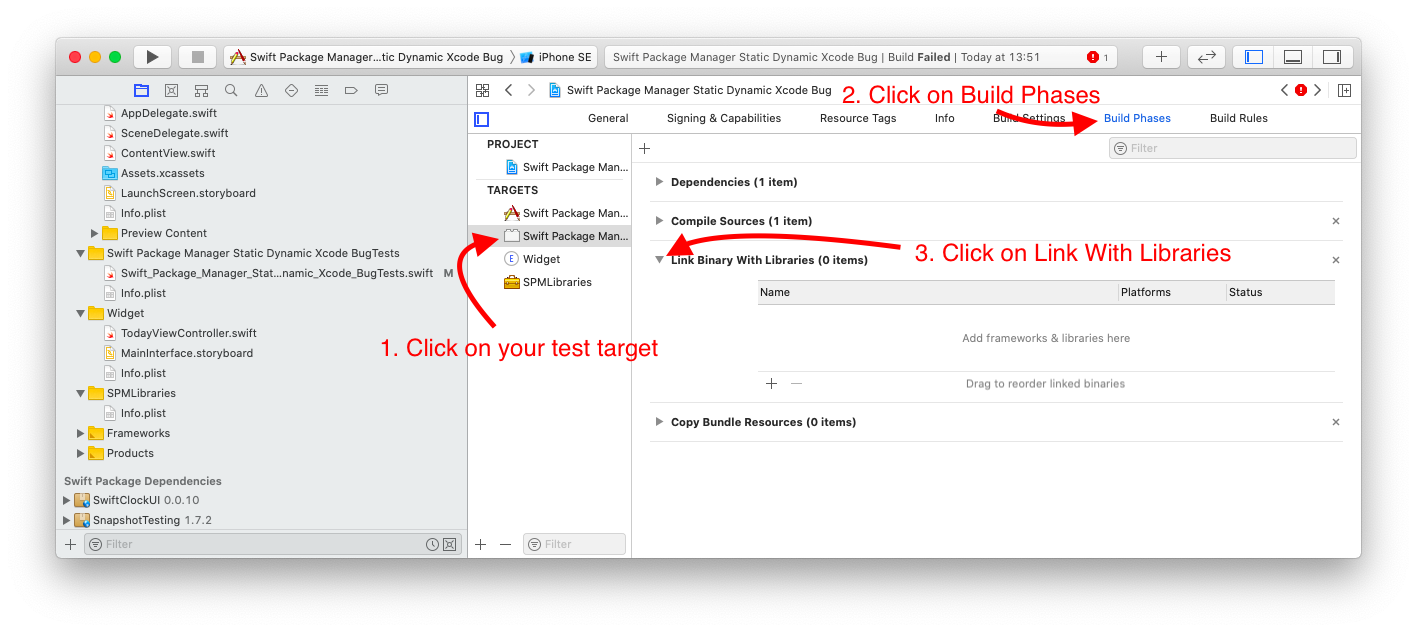 Swift Package Manager...tic Dynamic Xcode Bug
iPhone SE
Swift Package Manager Static Dynamic Xcode Bug | Build Failed | Today at 13:51
1
Swift Package Manager Static Dynamic Xcode Bug
2. Click on Build Phases
General
Signing & Capabilities
Resource Tags
Info
Build Settings
Build Phases
Build Rules
AppDelegate.swift
SceneDelegate.swift
ContentView.swift
Assets.xcassets
LaunchScreen.storyboard
Info.plist
Preview Content
Swift Package Manager Static Dynamic Xcode BugTests
Swift_Package_Manager_Stat...namic_Xcode_BugTests.swift M
Info.plist
Widget
TodayViewController.swift
MainInterface.storyboard
Info.plist
SPMLibraries
Info.plist
Frameworks
Products
Swift Package Dependencies
SwiftClockUI 0.0.10
SnapshotTesting 1.7.2
Filter
PROJECT
Swift Package Man...
TARGETS
Swift Package Man...
Swift Package Man...
E Widget
SPMLibraries
1. Click on your test target
Filter
Filter
Dependencies (1 item)
Compile Sources (1 item)
3. Click on Link With Libraries
Link Binary With Libraries (0 items)
Name
Platforms
Status
Add frameworks & libraries here
Drag to reorder linked binaries
Copy Bundle Resources (0 items)